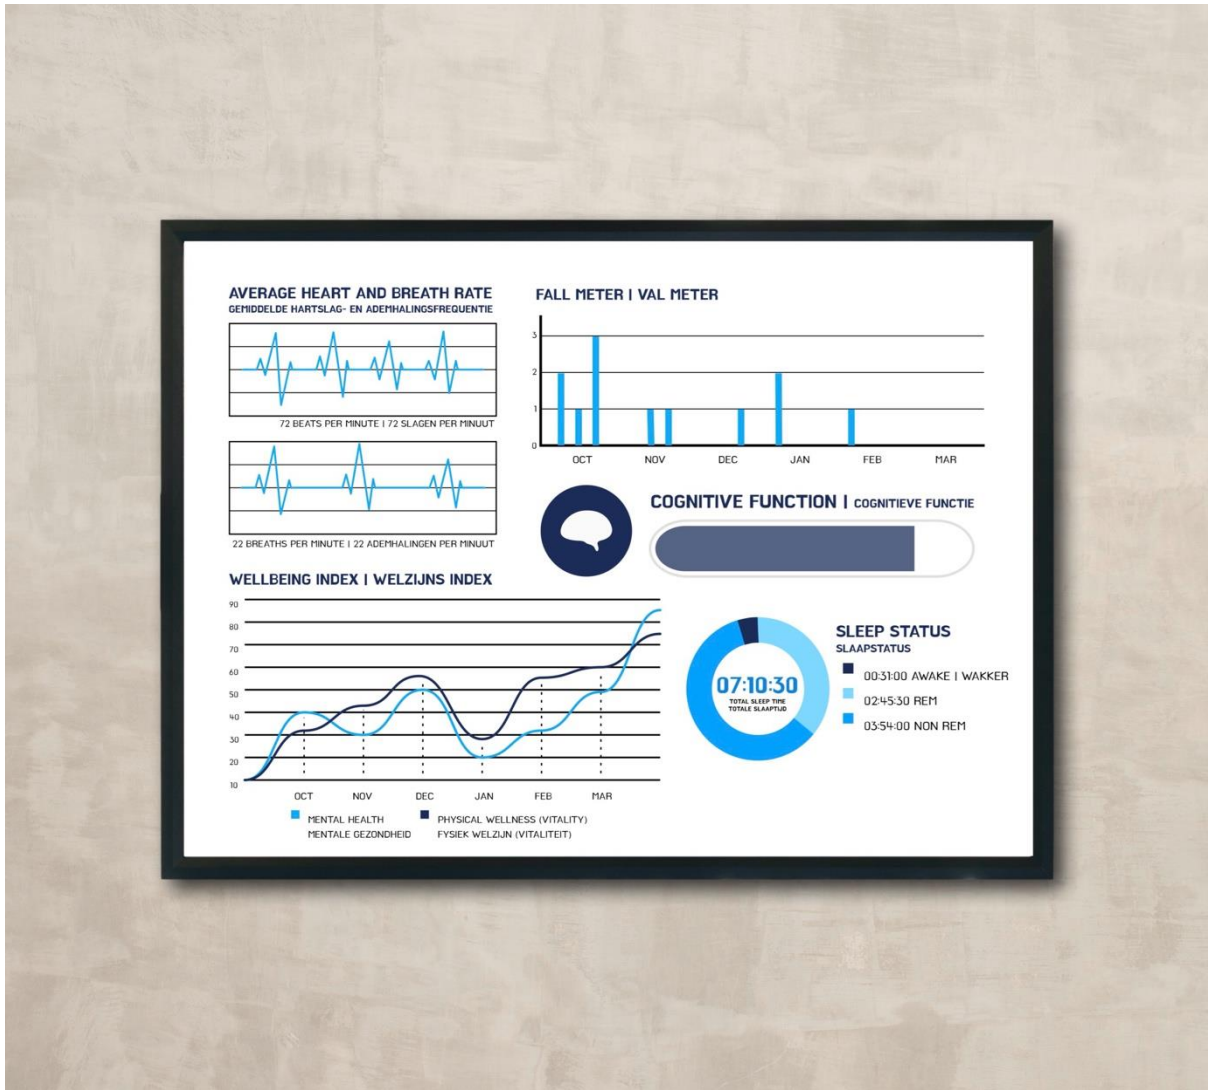 AVERAGE HEART AND BREATH RATE
GEMIDDELDE HARTSLAG- EN ADEMHALINGSFREQUENTIE
72 BEATS PER MINUTE | 72 SLAGEN PER MINUUT
22 BREATHS PER MINUTE | 22 ADEMHALINGEN PER MINUUT
FALL METER | VAL METER
3
2
1
0
OCT NOV DEC JAN FEB MAR
COGNITIVE FUNCTION | COGNITIEVE FUNCTIE
WELLBEING INDEX | WELZIJNS INDEX
90
80
70
60
50
40
30
20
10
OCT NOV DEC JAN FEB MAR
MENTAL HEALTH
MENTALE GEZONDHEID
PHYSICAL WELLNESS (VITALITY)
FYSIEK WELZIJN (VITALITEIT)
07:10:30
TOTAL SLEEP TIME
TOTALE SLAAPTIJD
SLEEP STATUS
SLAAPSTATUS
00:31:00 AWAKE | WAKKER
02:45:30 REM
03:54:00 NON REM